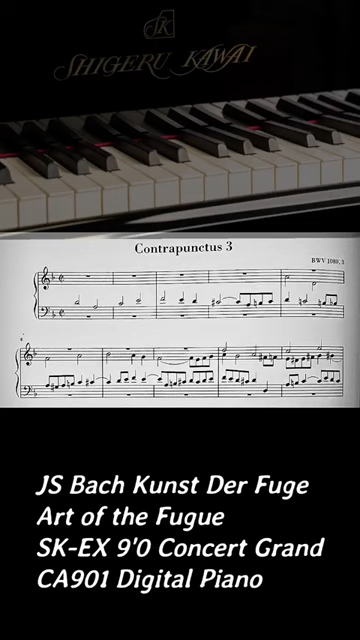 SK
SHIGERU KAWAI
Contrapunctus 3
BWV 1080, 3
JS Bach Kunst Der Fuge
Art of the Fugue
SK-EX 9'0 Concert Grand
CA901 Digital Piano